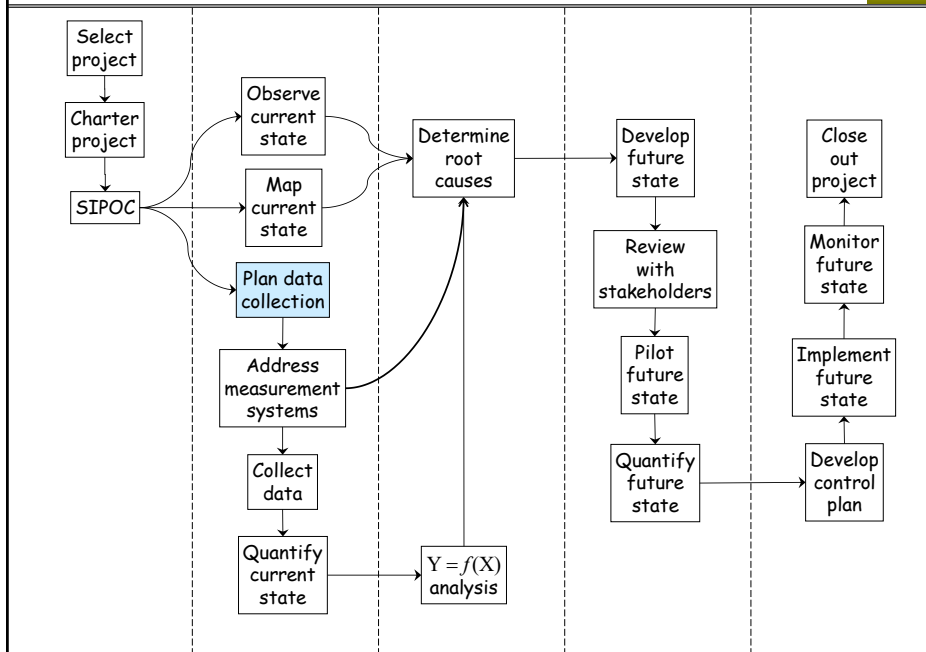 Select
project
Charter
project
SIPOC
Observe
current
state
Map
current
state
Plan data
collection
Address
measurement
systems
Collect
data
Quantify
current
state
Determine
root
causes
Y = f(X)
analysis
Develop
future
state
Review
with
stakeholders
Pilot
future
state
Quantify
future
state
Close
out
project
Monitor
future
state
Implement
future
state
Develop
control
plan